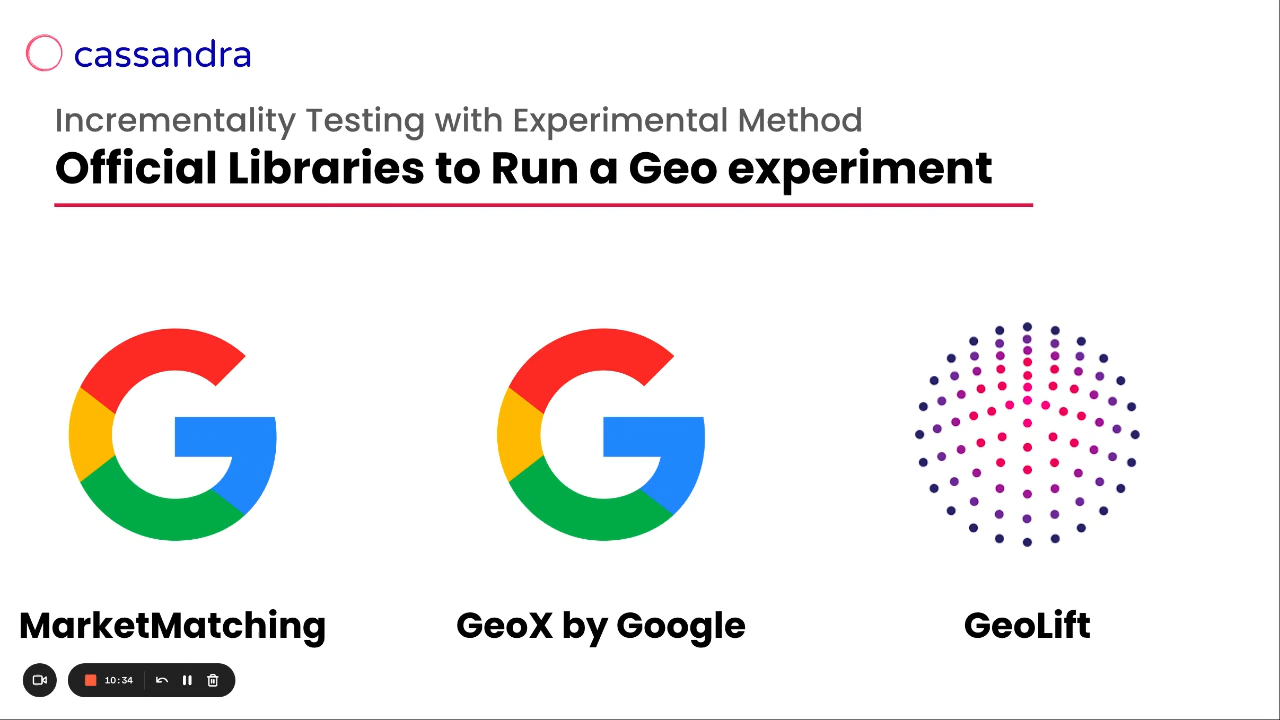 cassandra
Incrementality Testing with Experimental Method
Official Libraries to Run a Geo experiment
MarketMatching
GeoX by Google
GeoLift
10:34